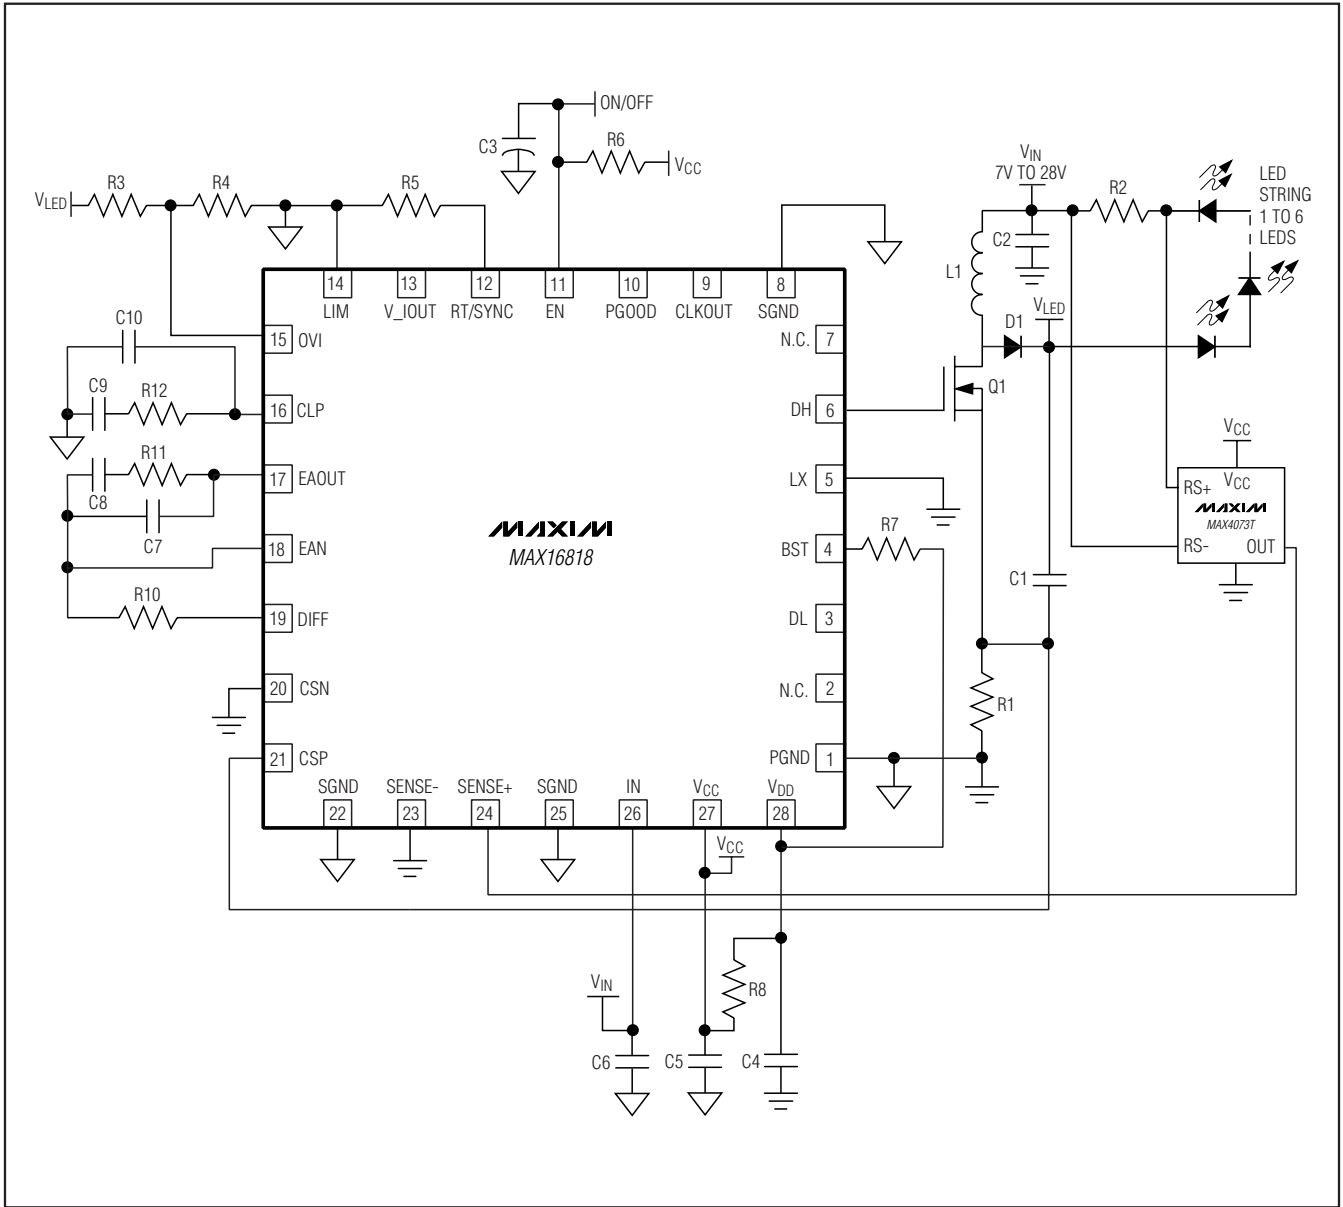 ON/OFF
C3
R6
VCC
VLED
R3
R4
R5
VIN
7V TO 28V
R2
LED
STRING
1 TO 6
LEDS
C2
L1
VLED
D1
Q1
14
13
12
11
10
9
8
LIM
V_IOUT
RT/SYNC
EN
PGOOD
CLKOUT
SGND
C10
15
OVI
N.C.
7
C9
R12
16
CLP
DH
6
R11
C8
C7
17
EAOUT
LX
5
18
EAN
BST
4
R7
MAXIM
MAX16818
R10
19
DIFF
DL
3
20
CSN
N.C.
2
21
CSP
PGND
1
VCC
VCC
RS+
MAXIM
MAX4073T
RS-
OUT
C1
R1
SGND
SENSE-
SENSE+
SGND
IN
VCC
VDD
22
23
24
25
26
27
28
VCC
VIN
R8
C6
C5
C4